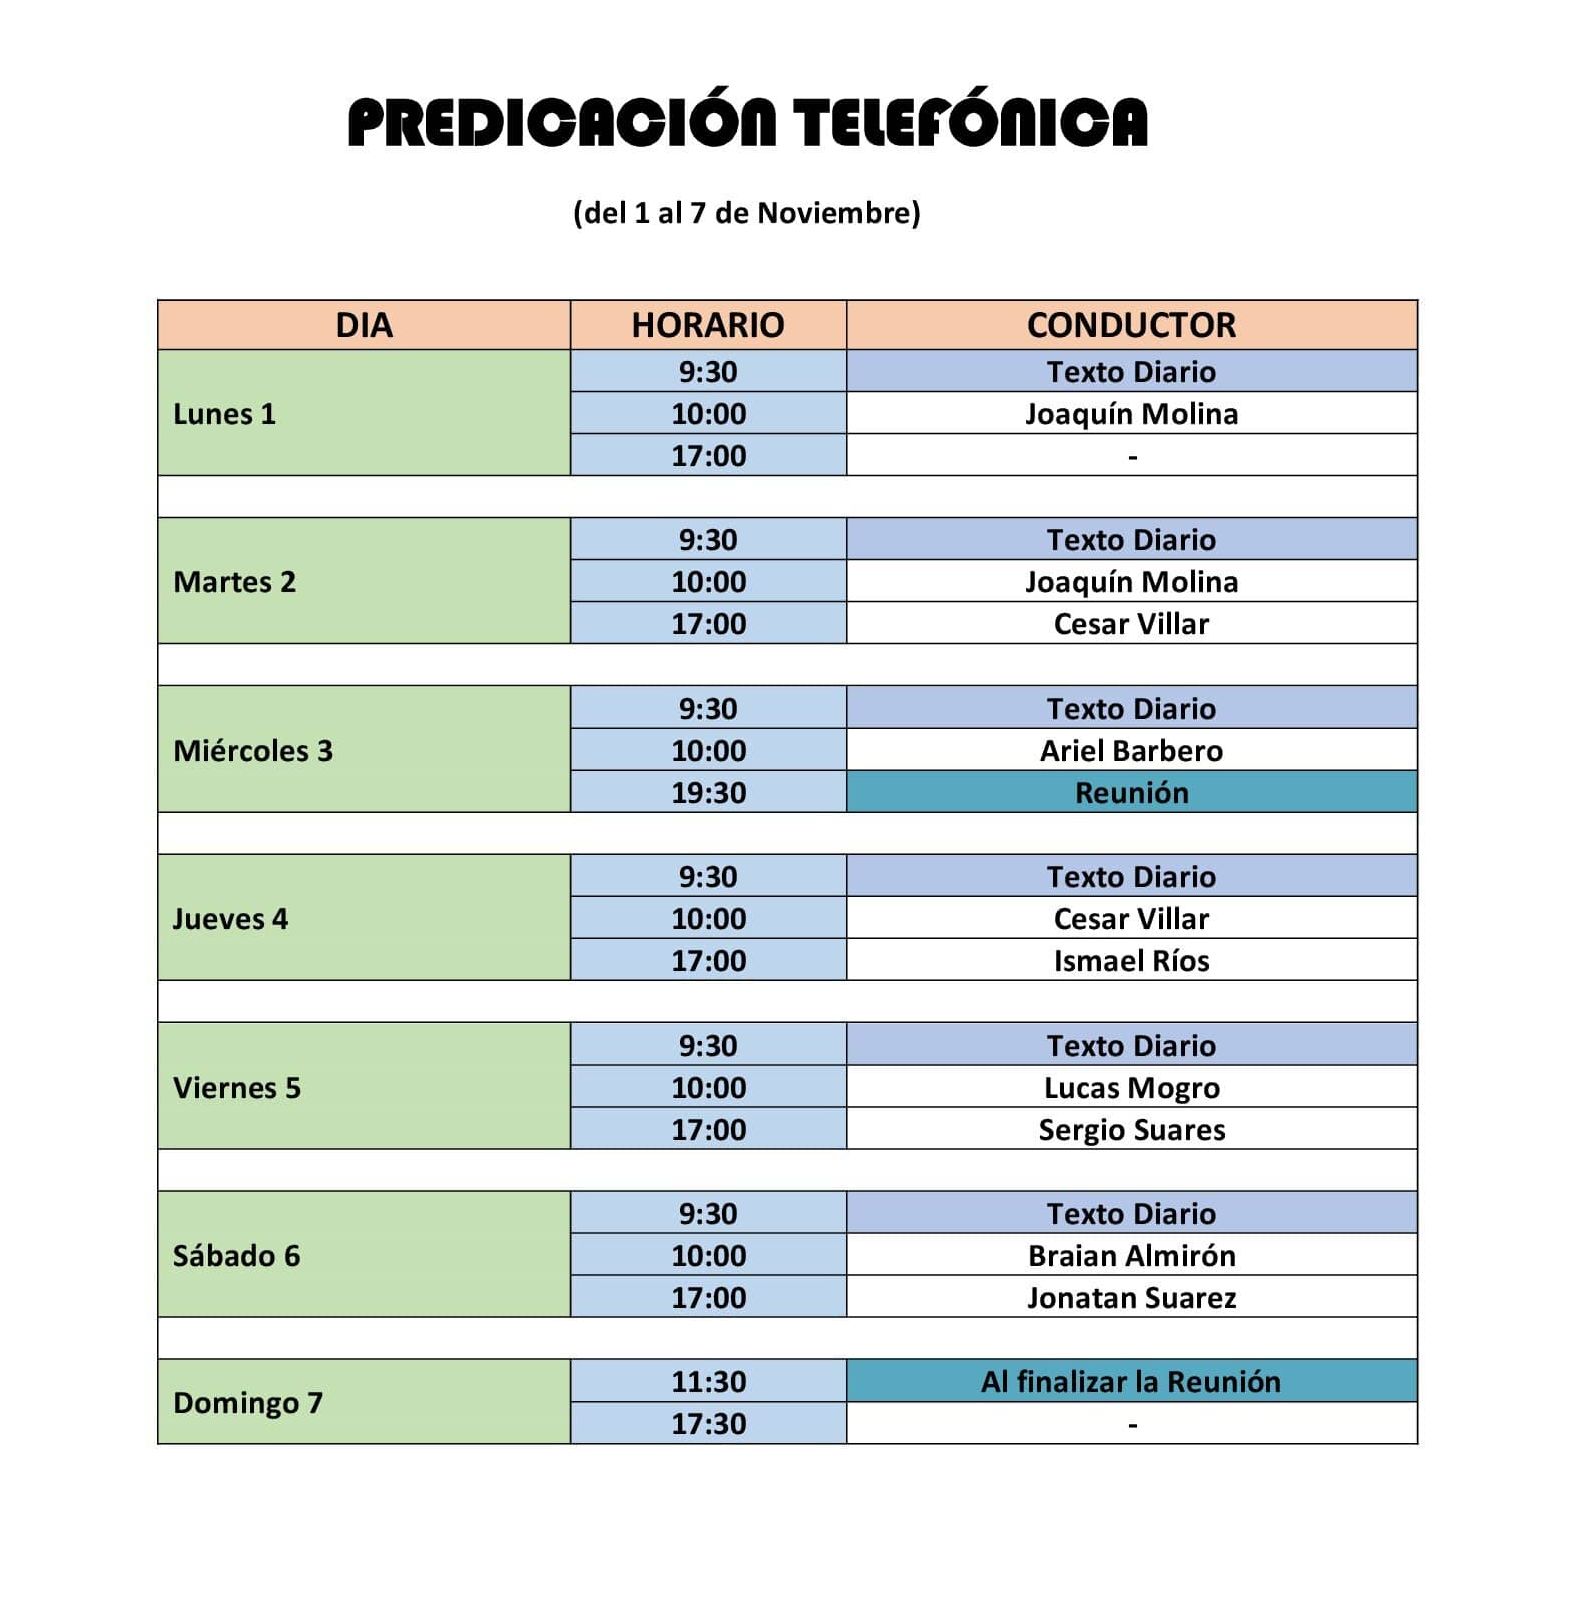 PREDICACIÓN TELEFÓNICA
(del 1 al 7 de Noviembre)
DIA HORARIO CONDUCTOR
Lunes 1
9:30 Texto Diario
10:00 Joaquín Molina
17:00 -
Martes 2
9:30 Texto Diario
10:00 Joaquín Molina
17:00 Cesar Villar
Miércoles 3
9:30 Texto Diario
10:00 Ariel Barbero
19:30 Reunión
Jueves 4
9:30 Texto Diario
10:00 Cesar Villar
17:00 Ismael Ríos
Viernes 5
9:30 Texto Diario
10:00 Lucas Mogro
17:00 Sergio Suares
Sábado 6
9:30 Texto Diario
10:00 Braian Almirón
17:00 Jonatan Suarez
Domingo 7
11:30 Al finalizar la Reunión
17:30 -